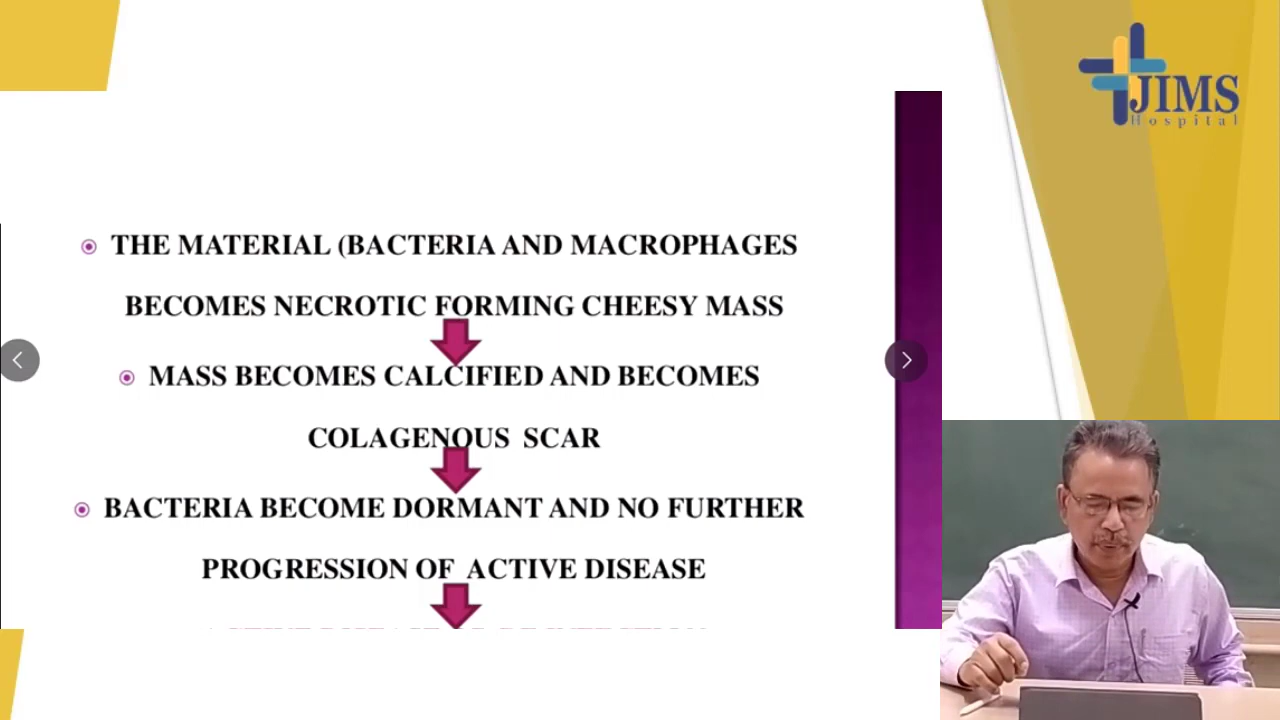 JIMS
Hospital
THE MATERIAL (BACTERIA AND MACROPHAGES
BECOMES NECROTIC FORMING CHEESY MASS
MASS BECOMES CALCIFIED AND BECOMES
COLAGENOUS SCAR
BACTERIA BECOME DORMANT AND NO FURTHER
PROGRESSION OF ACTIVE DISEASE